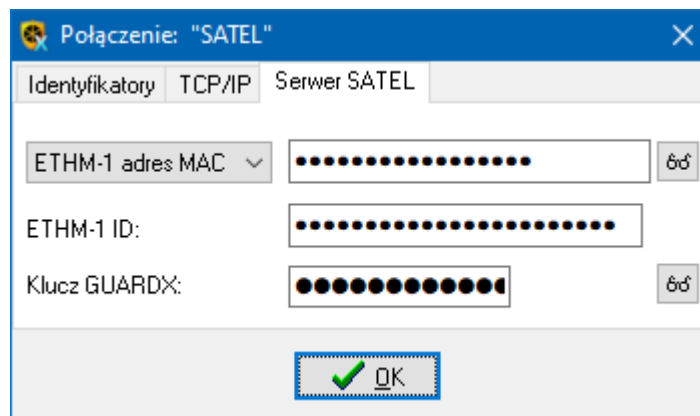 Połączenie: "SATEL"
Identyfikatory TCP/IP Serwer SATEL
ETHM-1 adres MAC
ETHM-1 ID:
Klucz GUARDX:
OK